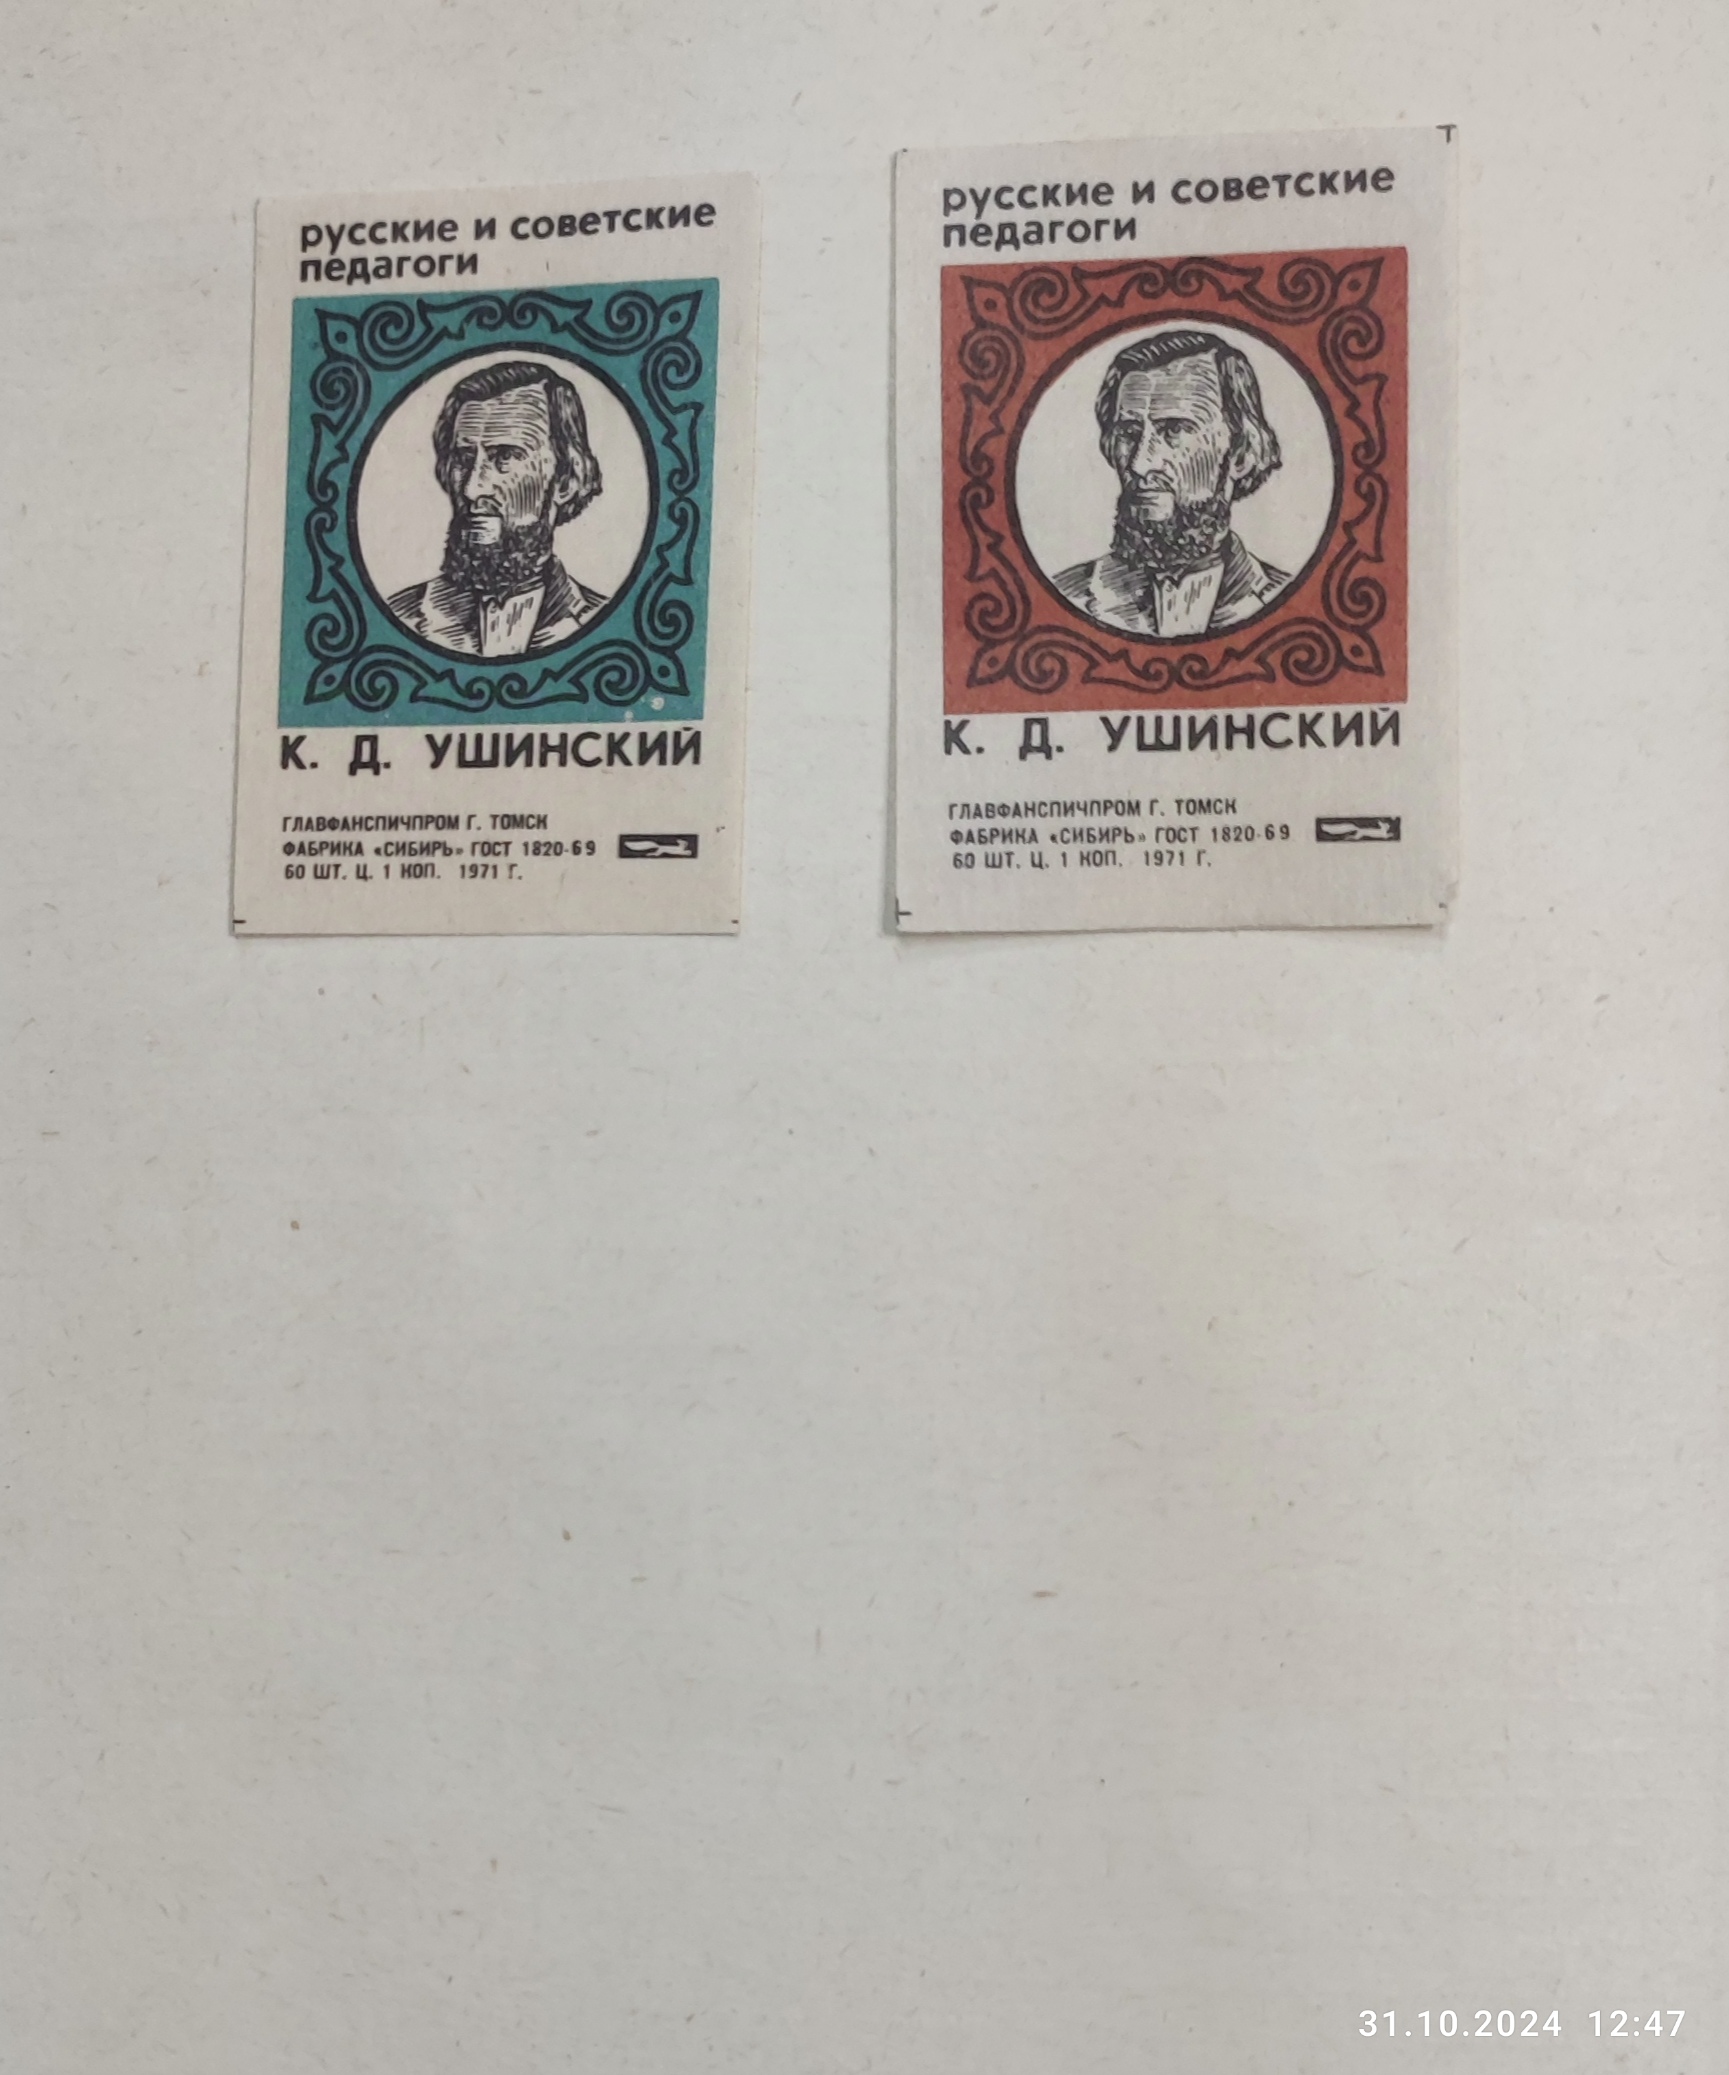 русские и советские
педагоги
К. Д. УШИНСКИЙ
ГЛАВФАНСПИЧПРОМ Г. ТОМСК
ФАБРИКА «СИБИРЬ» ГОСТ 1820-69
60 ШТ. Ц. 1 КОП. 1971 Г.
русские и советские
педагоги
К. Д. УШИНСКИЙ
ГЛАВФАНСПИЧПРОМ Г. ТОМСК
ФАБРИКА «СИБИРЬ» ГОСТ 1820-69
60 ШТ. Ц. 1 КОП. 1971 Г.
31.10.2024 12:47